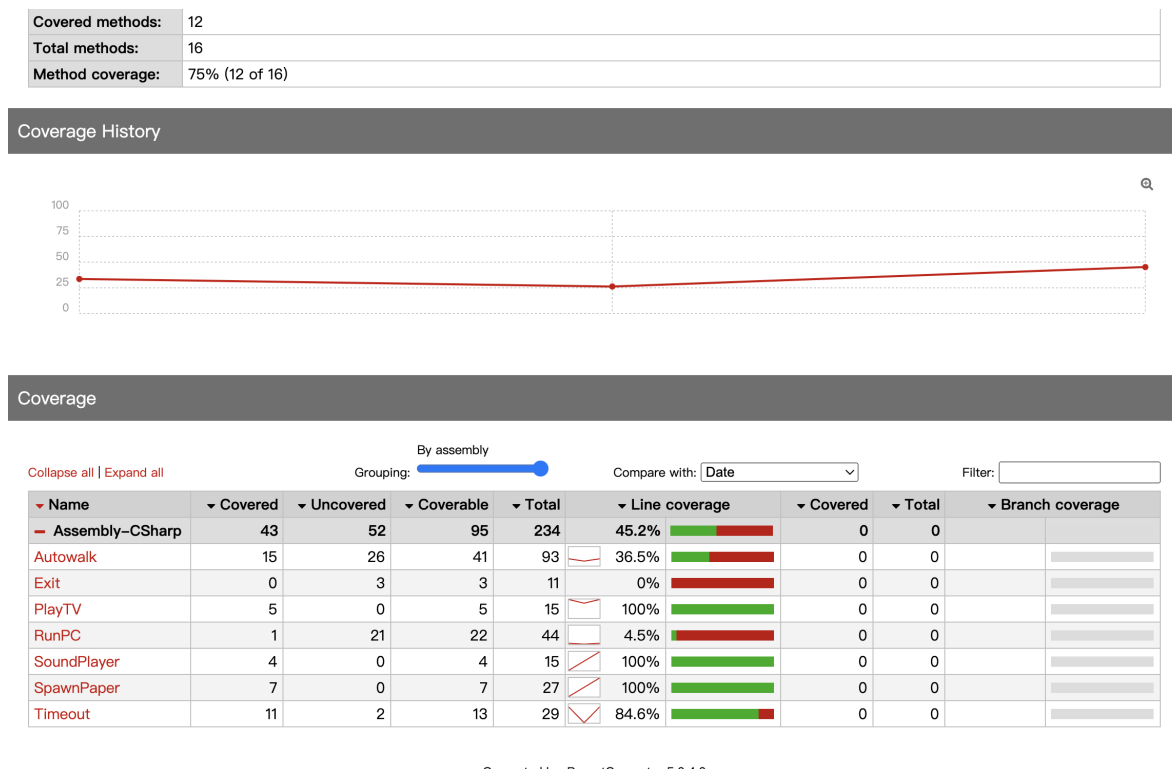 Covered methods: 12
Total methods: 16
Method coverage: 75% (12 of 16)
Coverage History
100
75
50
25
0
Coverage
By assembly
Collapse all | Expand all Grouping: Compare with: Date Filter:
Name Covered Uncovered Coverable Total Line coverage Covered Total Branch coverage
Assembly-CSharp 43 52 95 234 45.2% 0 0
Autowalk 15 26 41 93 36.5% 0 0
Exit 0 3 3 11 0% 0 0
PlayTV 5 0 5 15 100% 0 0
RunPC 1 21 22 44 4.5% 0 0
SoundPlayer 4 0 4 15 100% 0 0
SpawnPaper 7 0 7 27 100% 0 0
Timeout 11 2 13 29 84.6% 0 0